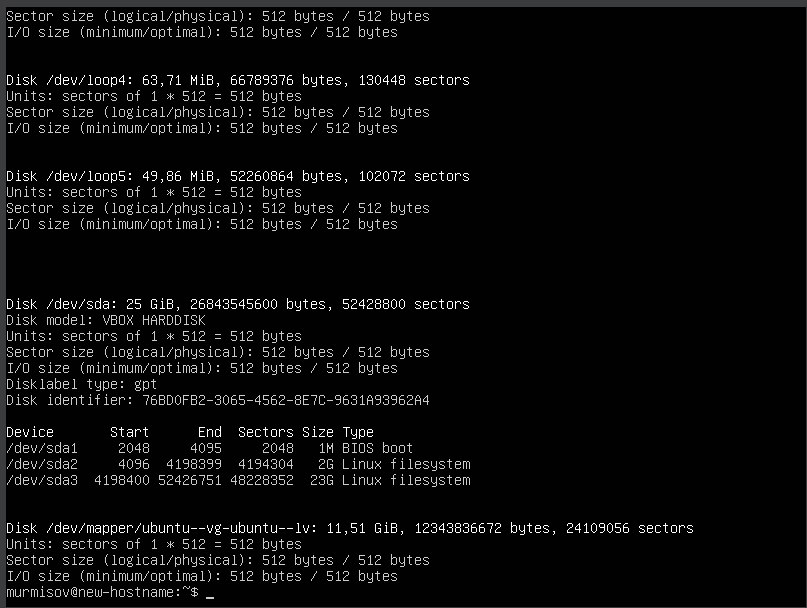 Sector size (logical/physical): 512 bytes / 512 bytes
I/O size (minimum/optimal): 512 bytes / 512 bytes
Disk /dev/loop4: 63,71 MiB, 66789376 bytes, 130448 sectors
Units: sectors of 1 * 512 = 512 bytes
Sector size (logical/physical): 512 bytes / 512 bytes
I/O size (minimum/optimal): 512 bytes / 512 bytes
Disk /dev/loop5: 49,86 MiB, 52260864 bytes, 102072 sectors
Units: sectors of 1 * 512 = 512 bytes
Sector size (logical/physical): 512 bytes / 512 bytes
I/O size (minimum/optimal): 512 bytes / 512 bytes
Disk /dev/sda: 25 GiB, 26843545600 bytes, 52428800 sectors
Disk model: VBOX HARDDISK
Units: sectors of 1 * 512 = 512 bytes
Sector size (logical/physical): 512 bytes / 512 bytes
I/O size (minimum/optimal): 512 bytes / 512 bytes
Disklabel type: gpt
Disk identifier: 76BD0FB2-3065-4562-8E7C-9631A93962A4
Device       Start      End  Sectors Size Type
/dev/sda1     2048     4095     2048   1M BIOS boot
/dev/sda2     4096  4198399  4194304   2G Linux filesystem
/dev/sda3  4198400 52426751 48228352  23G Linux filesystem
Disk /dev/mapper/ubuntu--vg-ubuntu--lv: 11,51 GiB, 12343836672 bytes, 24109056 sectors
Units: sectors of 1 * 512 = 512 bytes
Sector size (logical/physical): 512 bytes / 512 bytes
I/O size (minimum/optimal): 512 bytes / 512 bytes
murmisov@new-hostname:~$ _